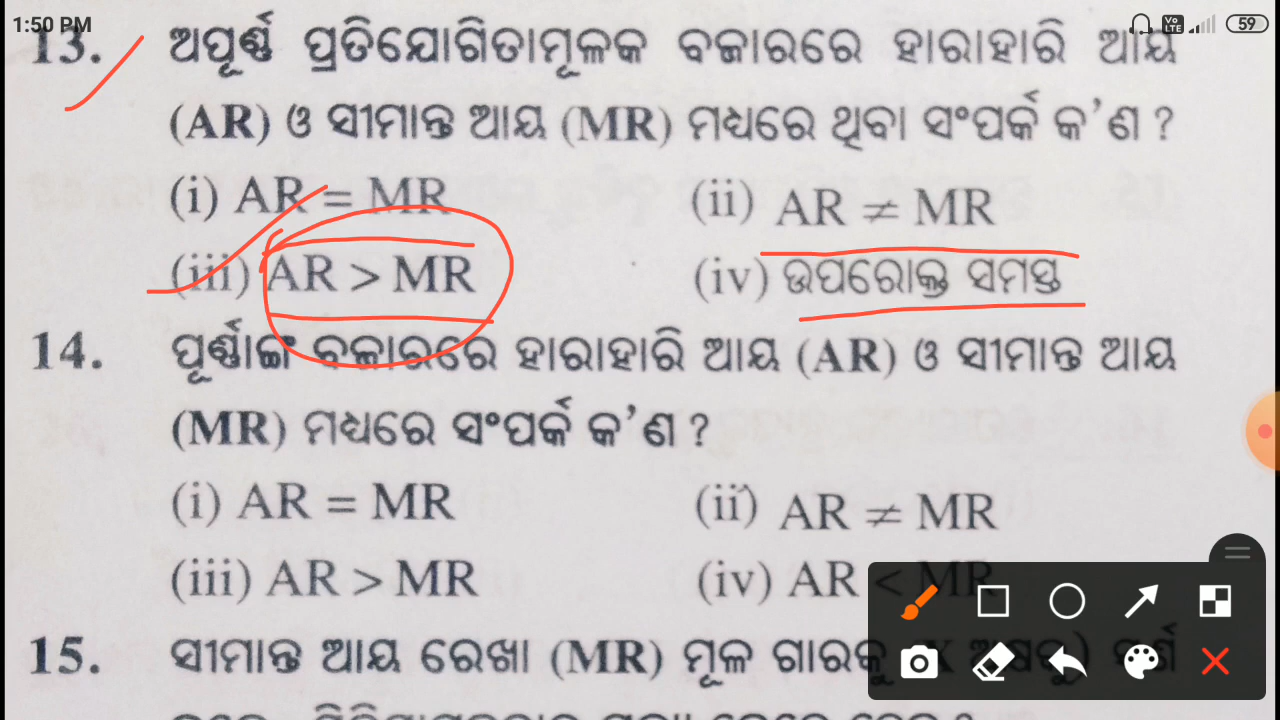 1:50 PM
59
13. ଅପୂର୍ଣ୍ଣ ପ୍ରତିଯୋଗିତାମୂଳକ ବଜାରରେ ହାରାହାରି ଆୟ
(AR) ଓ ସୀମାନ୍ତ ଆୟ (MR) ମଧ୍ୟରେ ଥିବା ସଂପର୍କ କ'ଣ ?
(i) AR = MR (ii) AR ≠ MR
(iii) AR > MR (iv) ଉପରୋକ୍ତ ସମସ୍ତ
14. ପୂର୍ଣ୍ଣାଙ୍ଗ ବଜାରରେ ହାରାହାରି ଆୟ (AR) ଓ ସୀମାନ୍ତ ଆୟ
(MR) ମଧ୍ୟରେ ସଂପର୍କ କ'ଣ ?
(i) AR = MR (ii) AR ≠ MR
(iii) AR > MR (iv) AR < MR
15. ସୀମାନ୍ତ ଆୟ ରେଖା (MR) ମୂଳ ଗାରକୁ